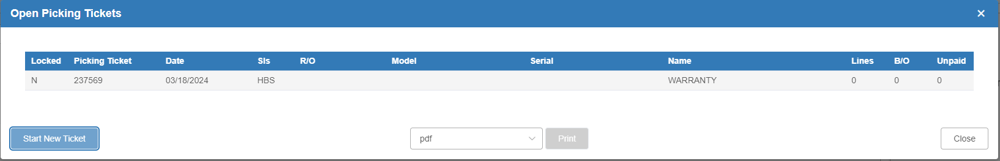 Open Picking Tickets
Locked Picking Ticket Date Sls R/O Model Serial Name Lines B/O Unpaid
N 237569 03/18/2024 HBS WARRANTY 0 0 0
Start New Ticket pdf Print Close